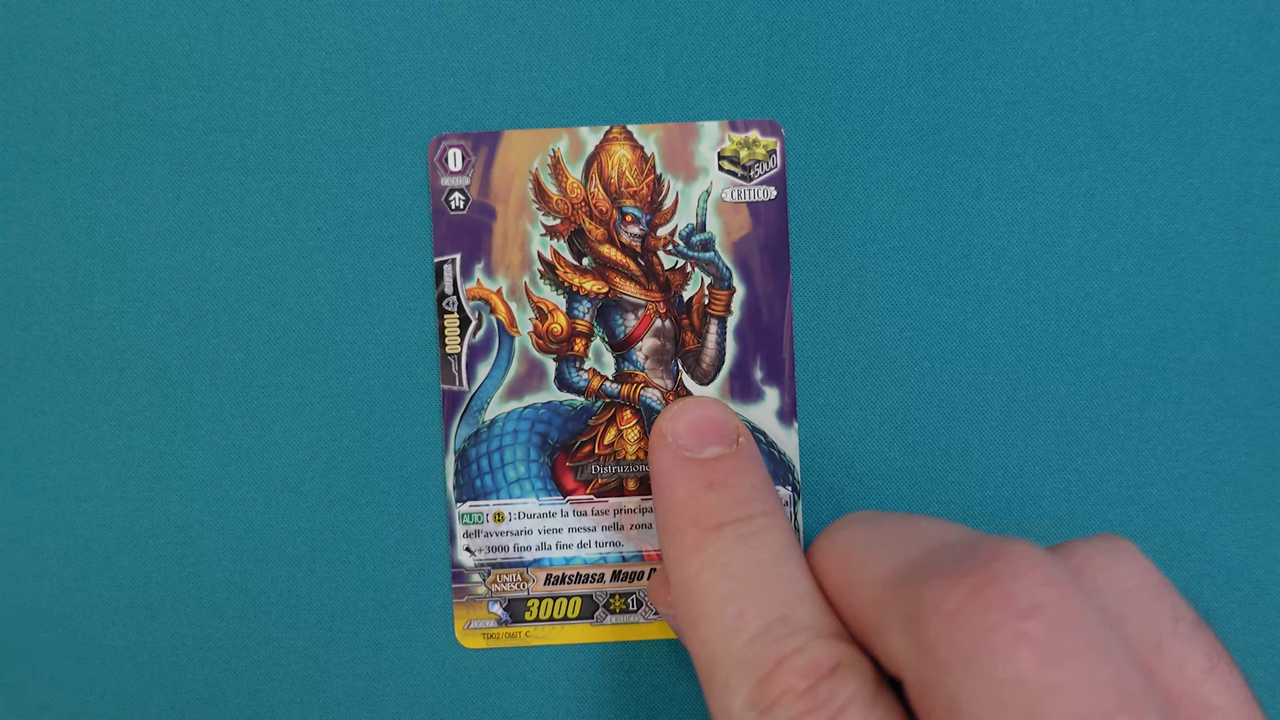 0
GRADO
+5000
CRITICO
10000
Distruzione
AUTO【 】:Durante la tua fase principa
dell'avversario viene messa nella zona
+3000 fino alla fine del turno.
UNITÀ
INNESCO
Rakshasa, Mago
3000
1
CRITICO
TD02/016IT C